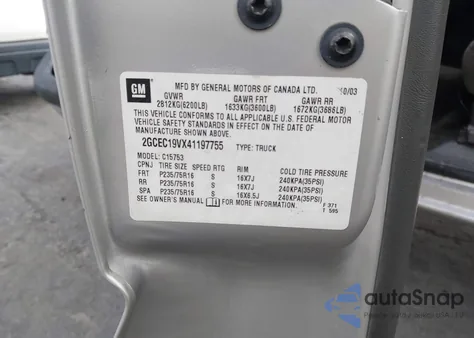 GM
MFD BY GENERAL MOTORS OF CANADA LTD. 10/03
GVWR GAWR FRT GAWR RR
2812KG(6200LB) 1633KG(3600LB) 1672KG(3686LB)
THIS VEHICLE CONFORMS TO ALL APPLICABLE U.S. FEDERAL MOTOR
VEHICLE SAFETY STANDARDS IN EFFECT ON THE DATE OF
MANUFACTURE SHOWN ABOVE.
2GCEC19VX41197755 TYPE: TRUCK
MODEL: C15753
CPNJ TIRE SIZE SPEED RTG RIM COLD TIRE PRESSURE
FRT P235/75R16 S 16X7J 240KPA(35PSI)
RR P235/75R16 S 16X7J 240KPA(35PSI)
SPA P235/75R16 S 16X6.5J 240KPA(35PSI)
SEE OWNER'S MANUAL FOR MORE INFORMATION
F 371
T 595
autoSnap